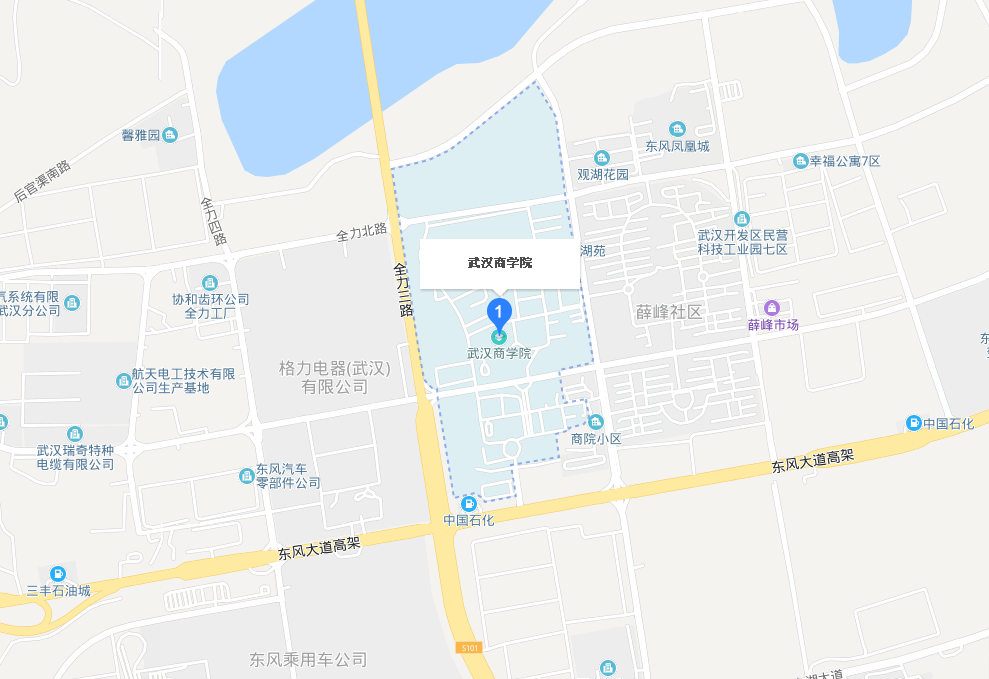 馨雅园
东风凤凰城
观湖花园
幸福公寓7区
后官渠南路
全力四路
全力北路
武汉开发区民营
科技工业园七区
湖苑
武汉商学院
全力三路
协和齿环公司
全力工厂
气系统有限
武汉分公司
1
薛峰社区
薛峰市场
武汉商学院
格力电器(武汉)
有限公司
航天电工技术有限
公司生产基地
中国石化
商院小区
武汉瑞奇特种
电缆有限公司
东风汽车
零部件公司
东风大道高架
中国石化
东风大道高架
三丰石油城
S101
东风乘用车公司
湖大道